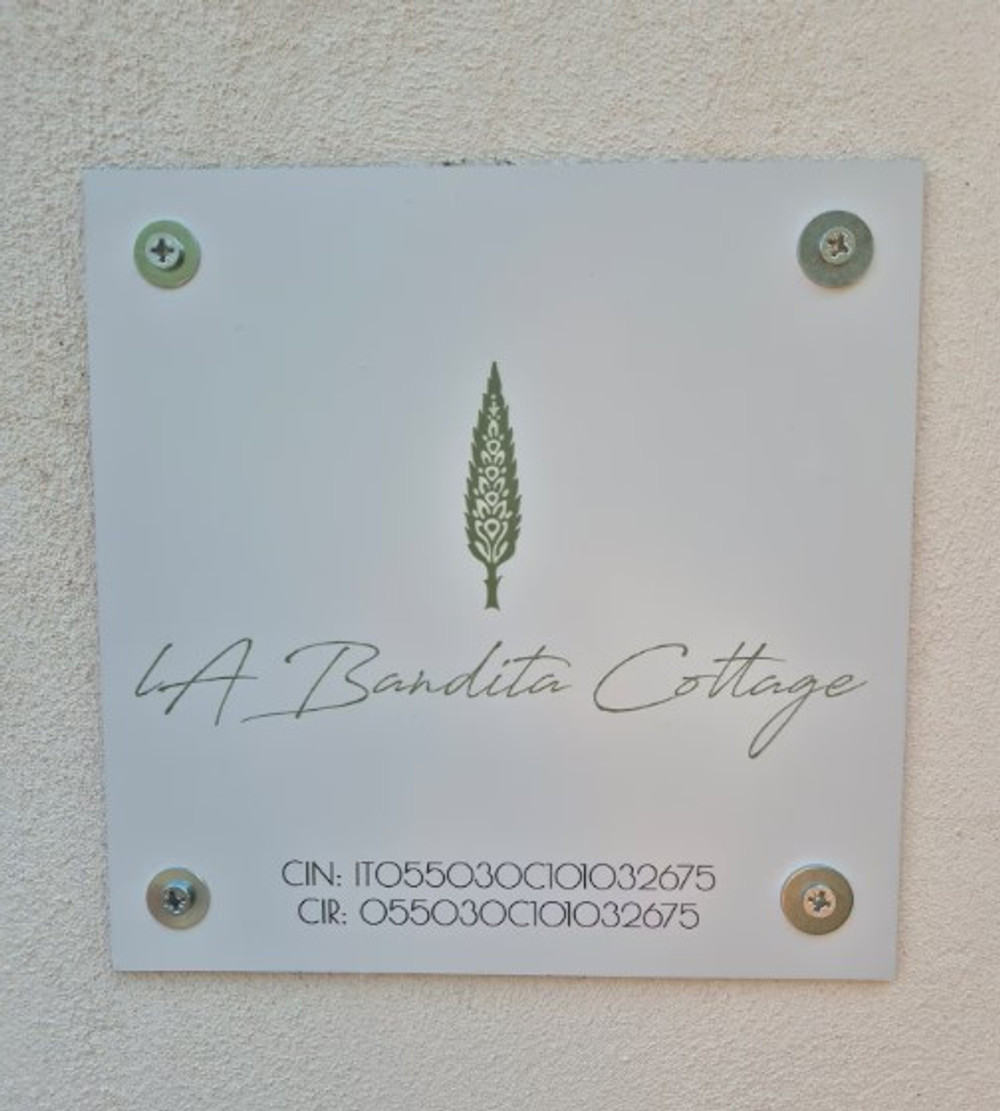 LA Bandita Cottage
CIN: IT055030C101032675
CIR: 055030C101032675